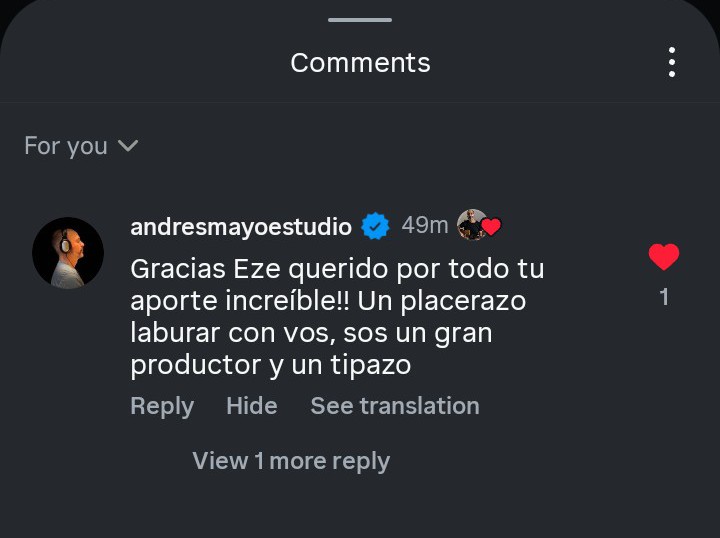 Comments
For you
andresmayoestudio 49m
Gracias Eze querido por todo tu
aporte increíble!! Un placerazo
laburar con vos, sos un gran
productor y un tipazo
1
Reply Hide See translation
View 1 more reply